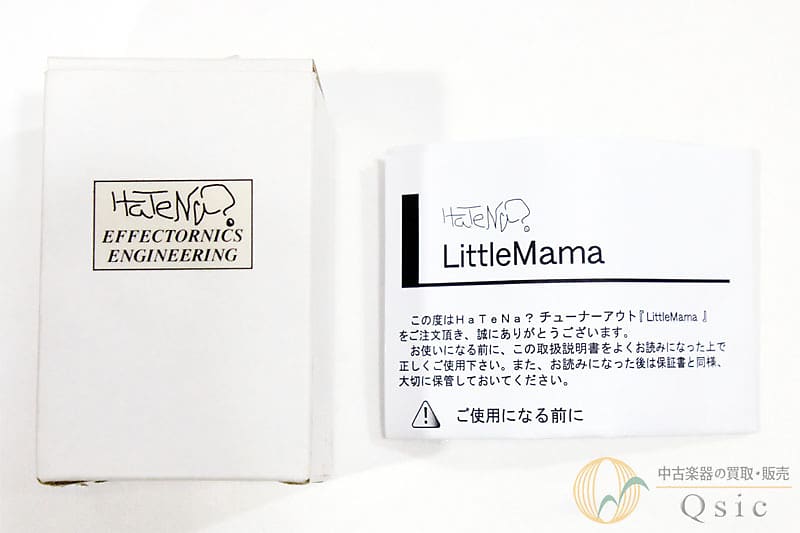 HaTeNa?
EFFECTORNICS
ENGINEERING
HaTeNa?
LittleMama
この度はＨａＴｅＮａ？ チューナーアウト『LittleMama 』
をご注文頂き、誠にありがとうございます。
お使いになる前に、この取扱説明書をよくお読みになった上で
正しくご使用下さい。また、お読みになった後は保証書と同様、
大切に保管しておいてください。
ご使用になる前に
中古楽器の買取・販売
Qsic